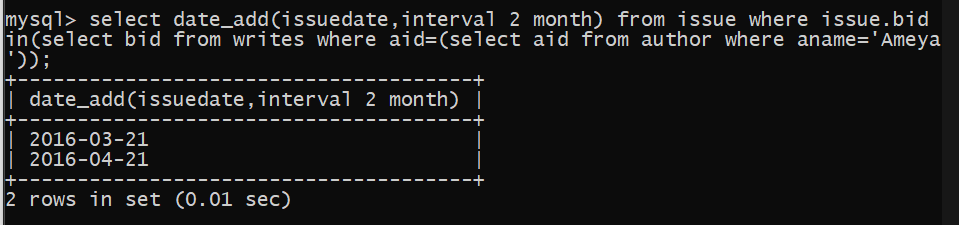 mysql> select date_add(issuedate,interval 2 month) from issue where issue.bid
in(select bid from writes where aid=(select aid from author where aname='Ameya
'));
+--------------------------------------+
| date_add(issuedate,interval 2 month) |
+--------------------------------------+
| 2016-03-21                           |
| 2016-04-21                           |
+--------------------------------------+
2 rows in set (0.01 sec)